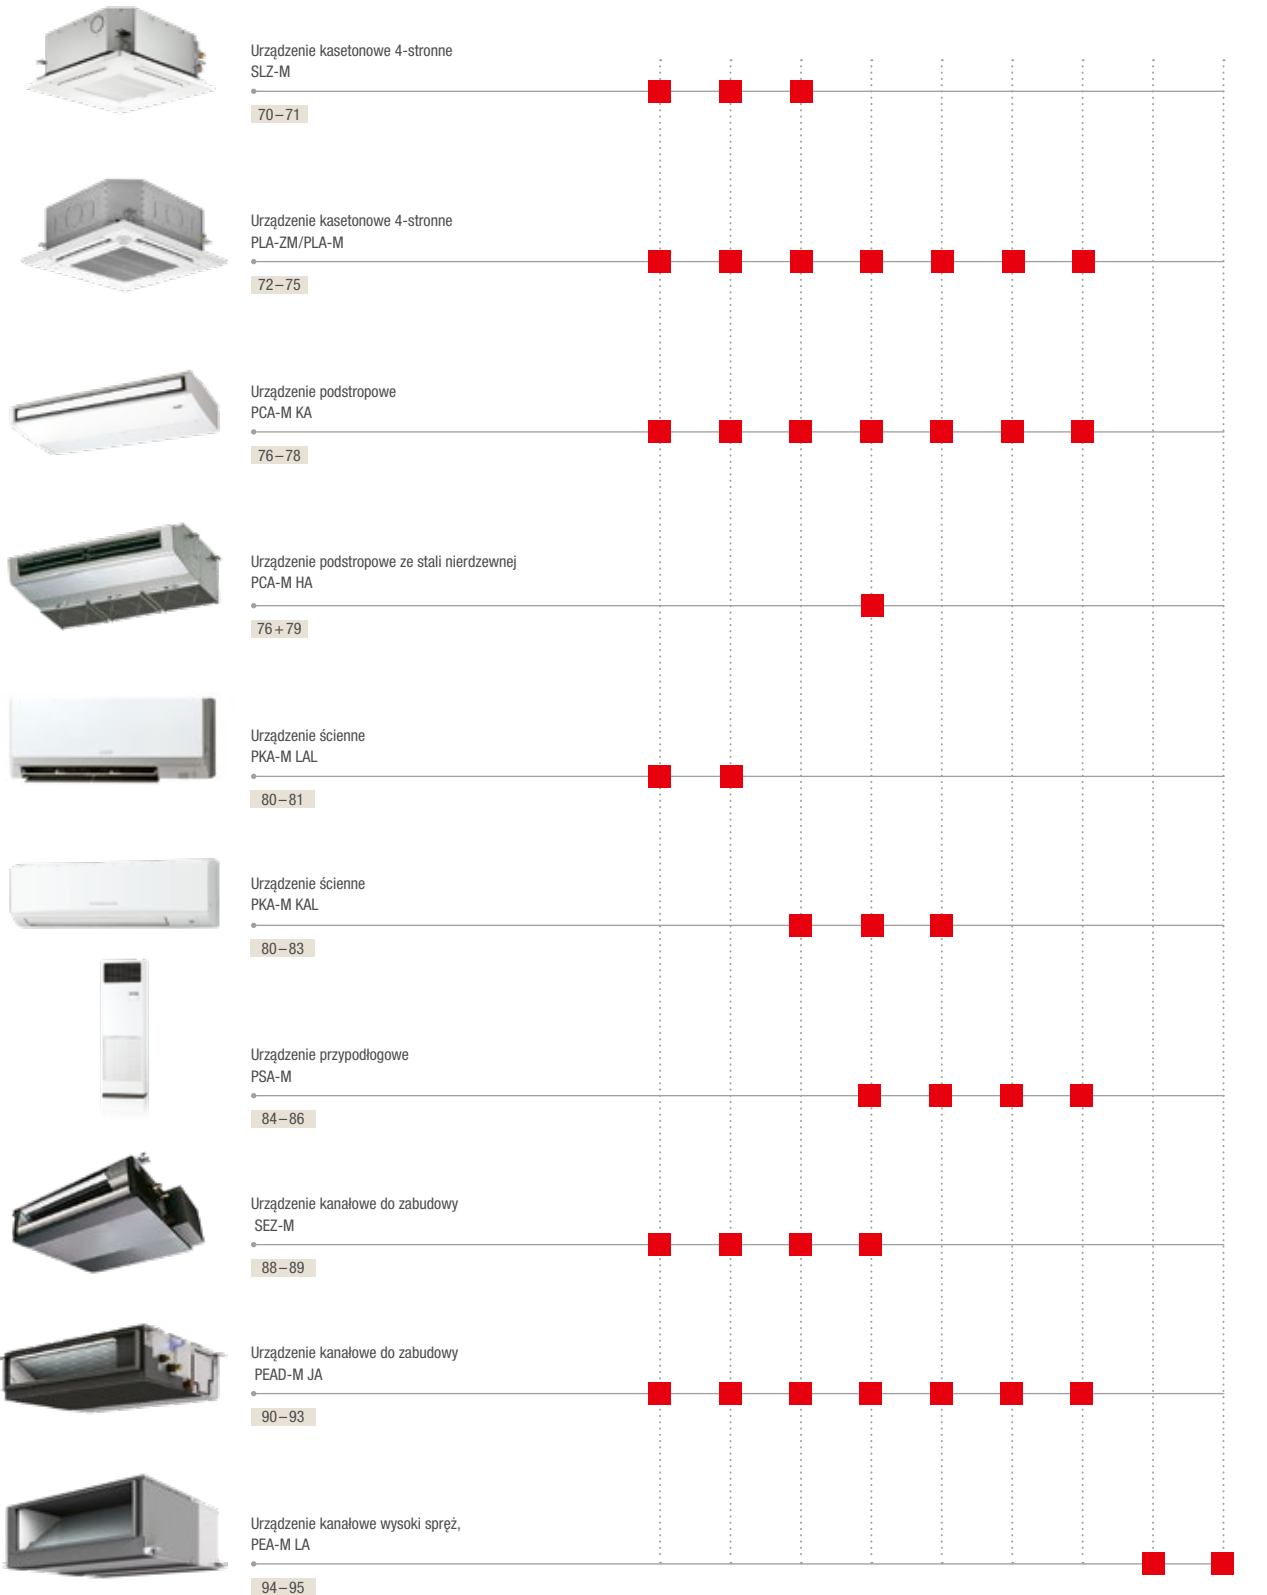 Urządzenie kasetonowe 4-stronne
SLZ-M
70–71
Urządzenie kasetonowe 4-stronne
PLA-ZM/PLA-M
72–75
Urządzenie podstropowe
PCA-M KA
76–78
Urządzenie podstropowe ze stali nierdzewnej
PCA-M HA
76+79
Urządzenie ścienne
PKA-M LAL
80–81
Urządzenie ścienne
PKA-M KAL
80–83
Urządzenie przypodłogowe
PSA-M
84–86
Urządzenie kanałowe do zabudowy
SEZ-M
88–89
Urządzenie kanałowe do zabudowy
PEAD-M JA
90–93
Urządzenie kanałowe wysoki spręż,
PEA-M LA
94–95